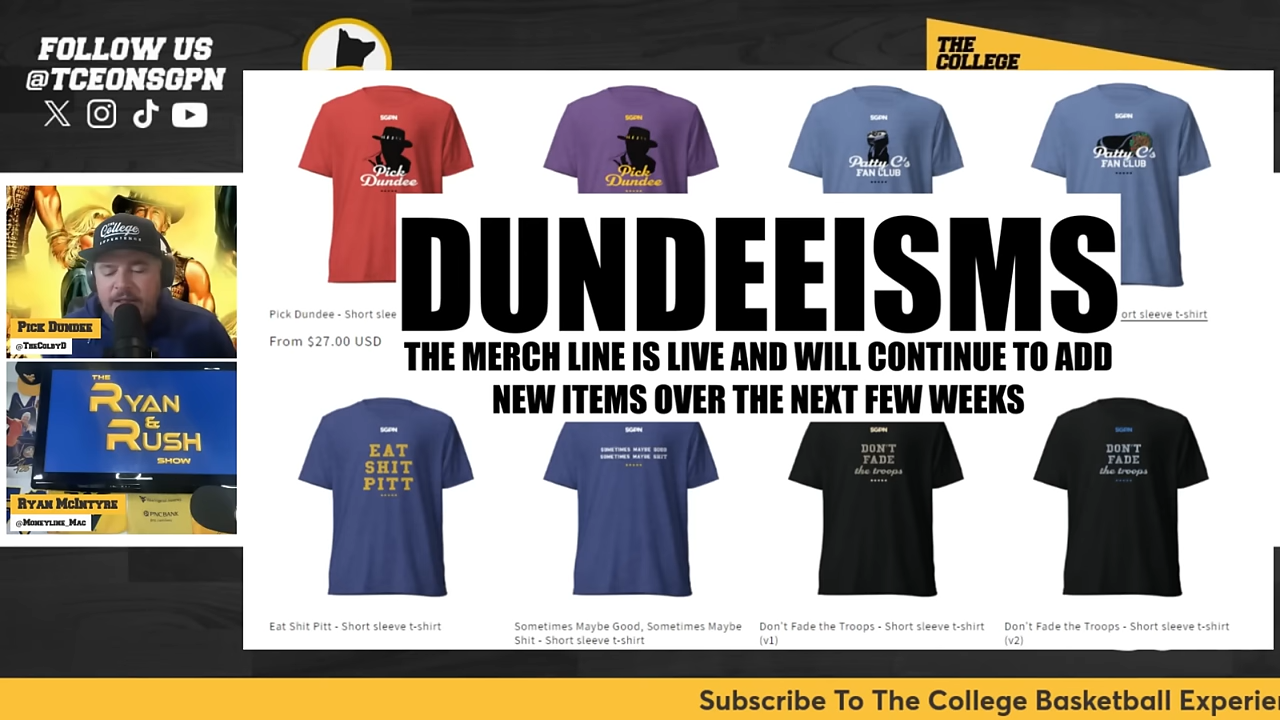 FOLLOW US
@TCEONSGPN
THE
COLLEGE
SGPN
Pick
Dundee
SGPN
Pick
Dundee
SGPN
Patty C's
FAN CLUB
SGPN
Patty C's
FAN CLUB
DUNDEEISMS
THE MERCH LINE IS LIVE AND WILL CONTINUE TO ADD
NEW ITEMS OVER THE NEXT FEW WEEKS
Pick Dundee - Short slee
From $27.00 USD
ort sleeve t-shirt
THE
College
EXPERIENCE
PICK DUNDEE
@THECOLBYD
THE
RYAN
&
RUSH
SHOW
RYAN MCINTYRE
@MONEYLINE_MAC
PNC BANK
SGPN
EAT
SHIT
PITT
SGPN
SOMETIMES MAYBE GOOD
SOMETIMES MAYBE SHIT
SGPN
DON'T
FADE
the troops
SGPN
DON'T
FADE
the troops
Eat Shit Pitt - Short sleeve t-shirt
Sometimes Maybe Good, Sometimes Maybe
Shit - Short sleeve t-shirt
Don't Fade the Troops - Short sleeve t-shirt
(v1)
Don't Fade the Troops - Short sleeve t-shirt
(v2)
Subscribe To The College Basketball Experie